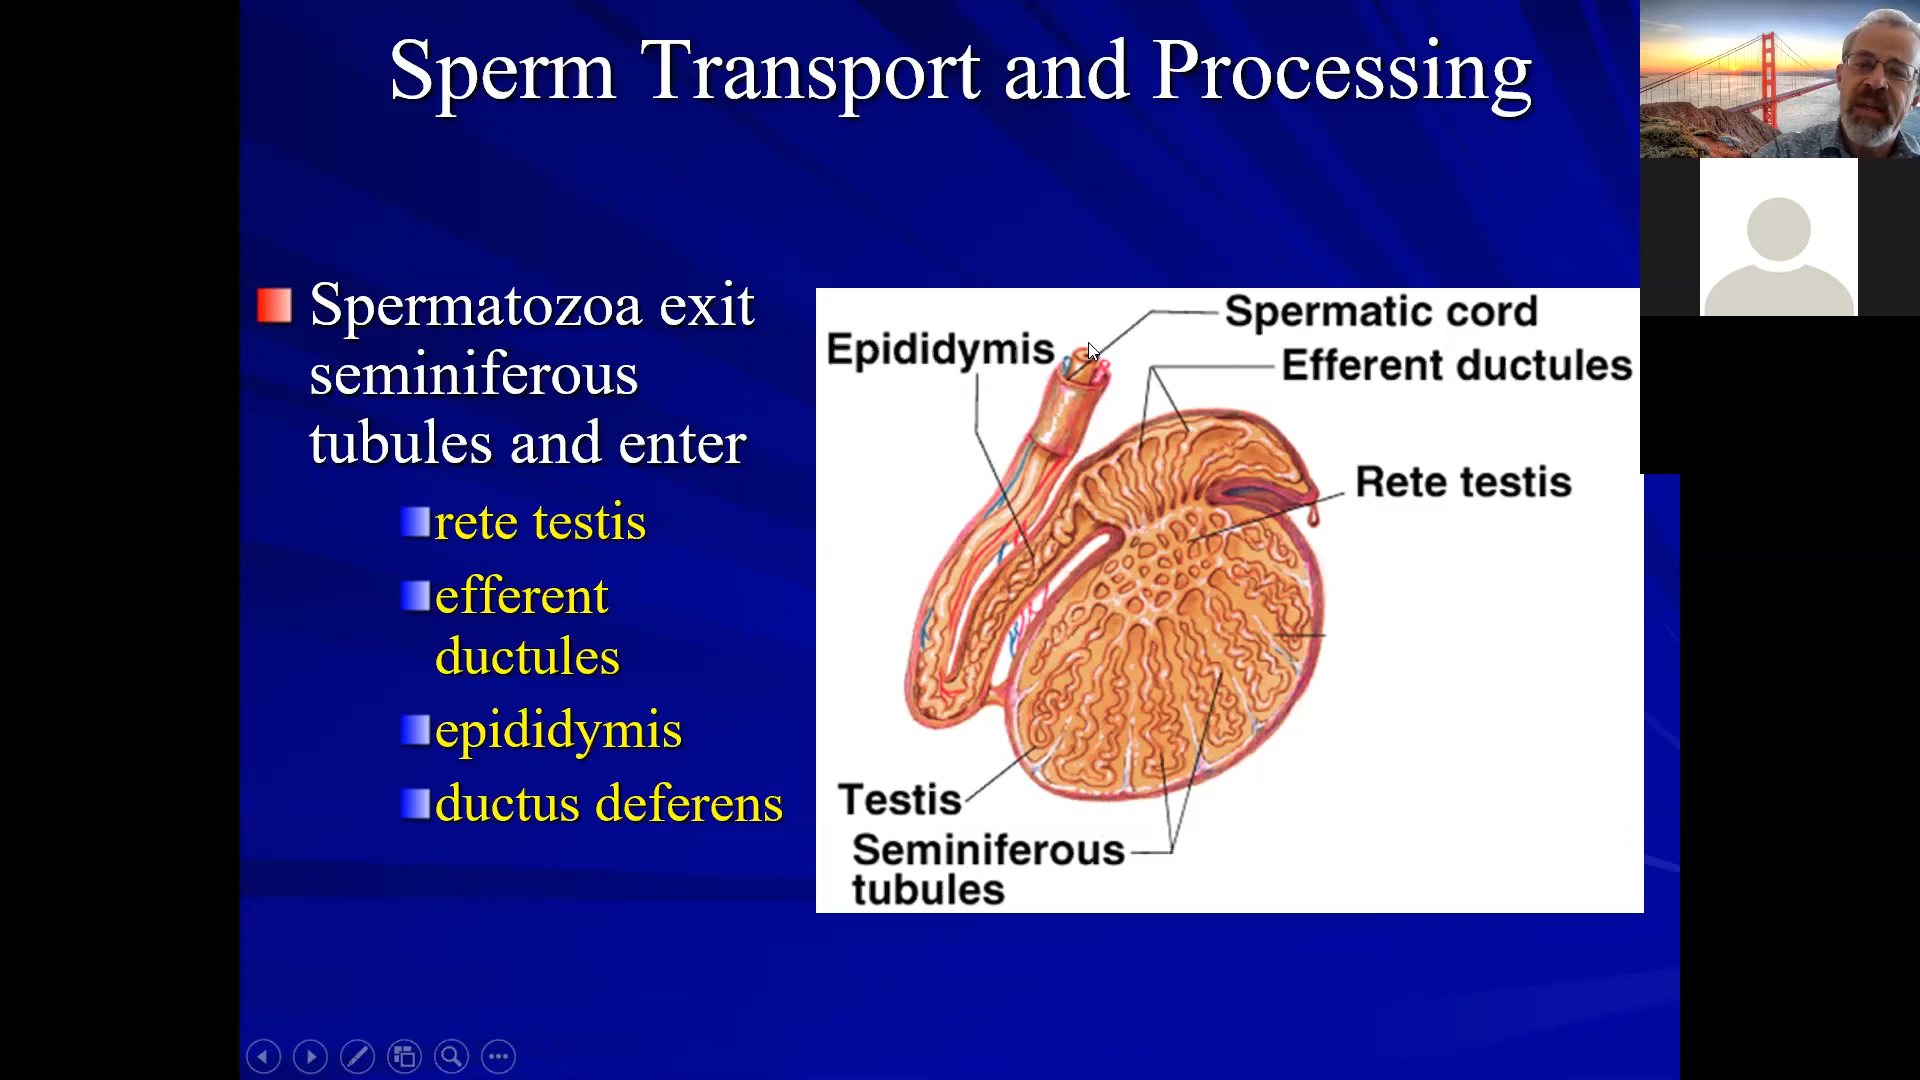 Sperm Transport and Processing
Spermatozoa exit
seminiferous
tubules and enter
rete testis
efferent
ductules
epididymis
ductus deferens
Spermatic cord
Epididymis
Efferent ductules
Rete testis
Testis
Seminiferous
tubules